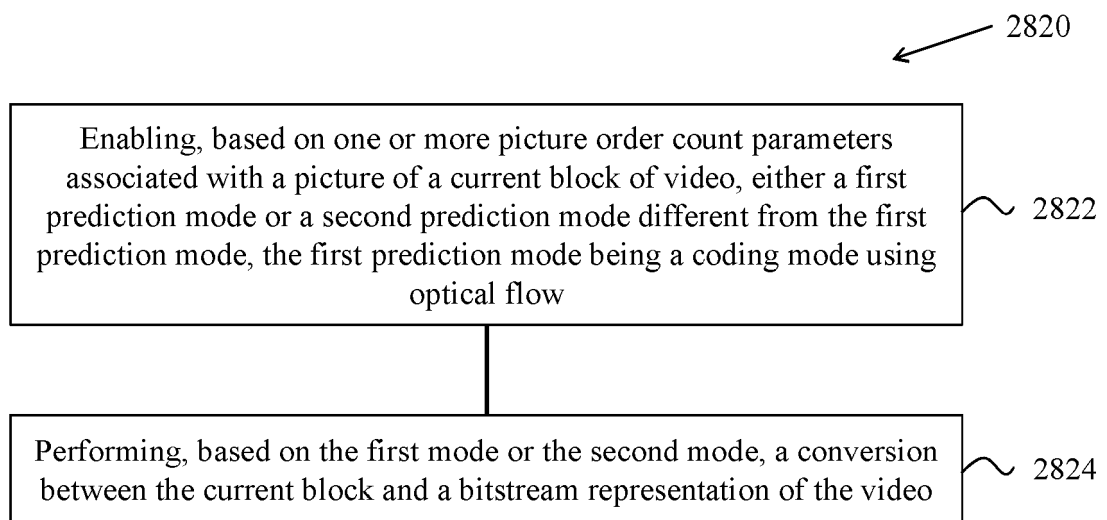 2820
Enabling, based on one or more picture order count parameters
associated with a picture of a current block of video, either a first
prediction mode or a second prediction mode different from the first
prediction mode, the first prediction mode being a coding mode using
optical flow
2822
Performing, based on the first mode or the second mode, a conversion
between the current block and a bitstream representation of the video
2824